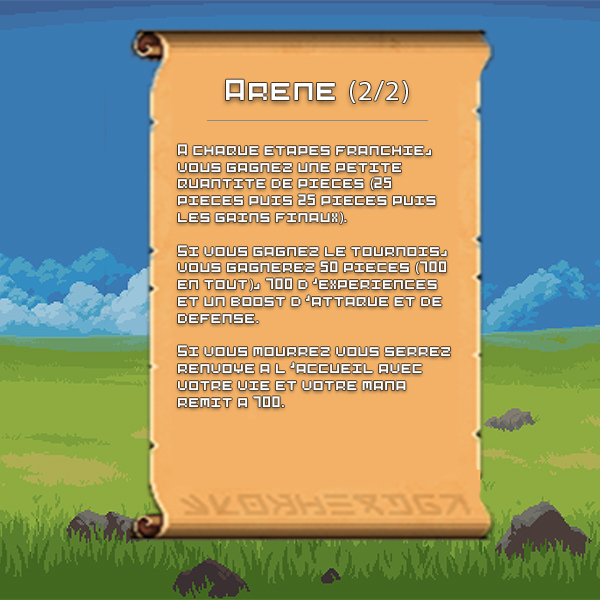 Arene (2/2)
A chaque etapes franchie,
vous gagnez une petite
quantite de pieces (25
pieces puis 25 pieces puis
les gains finaux).
Si vous gagnez le tournois,
vous gagnerez 50 pieces (100
en tout), 100 d 'experiences
et un boost d 'attaque et de
defense.
Si vous mourrez vous serrez
renvoye a l 'accueil avec
votre vie et votre mana
remit a 100.